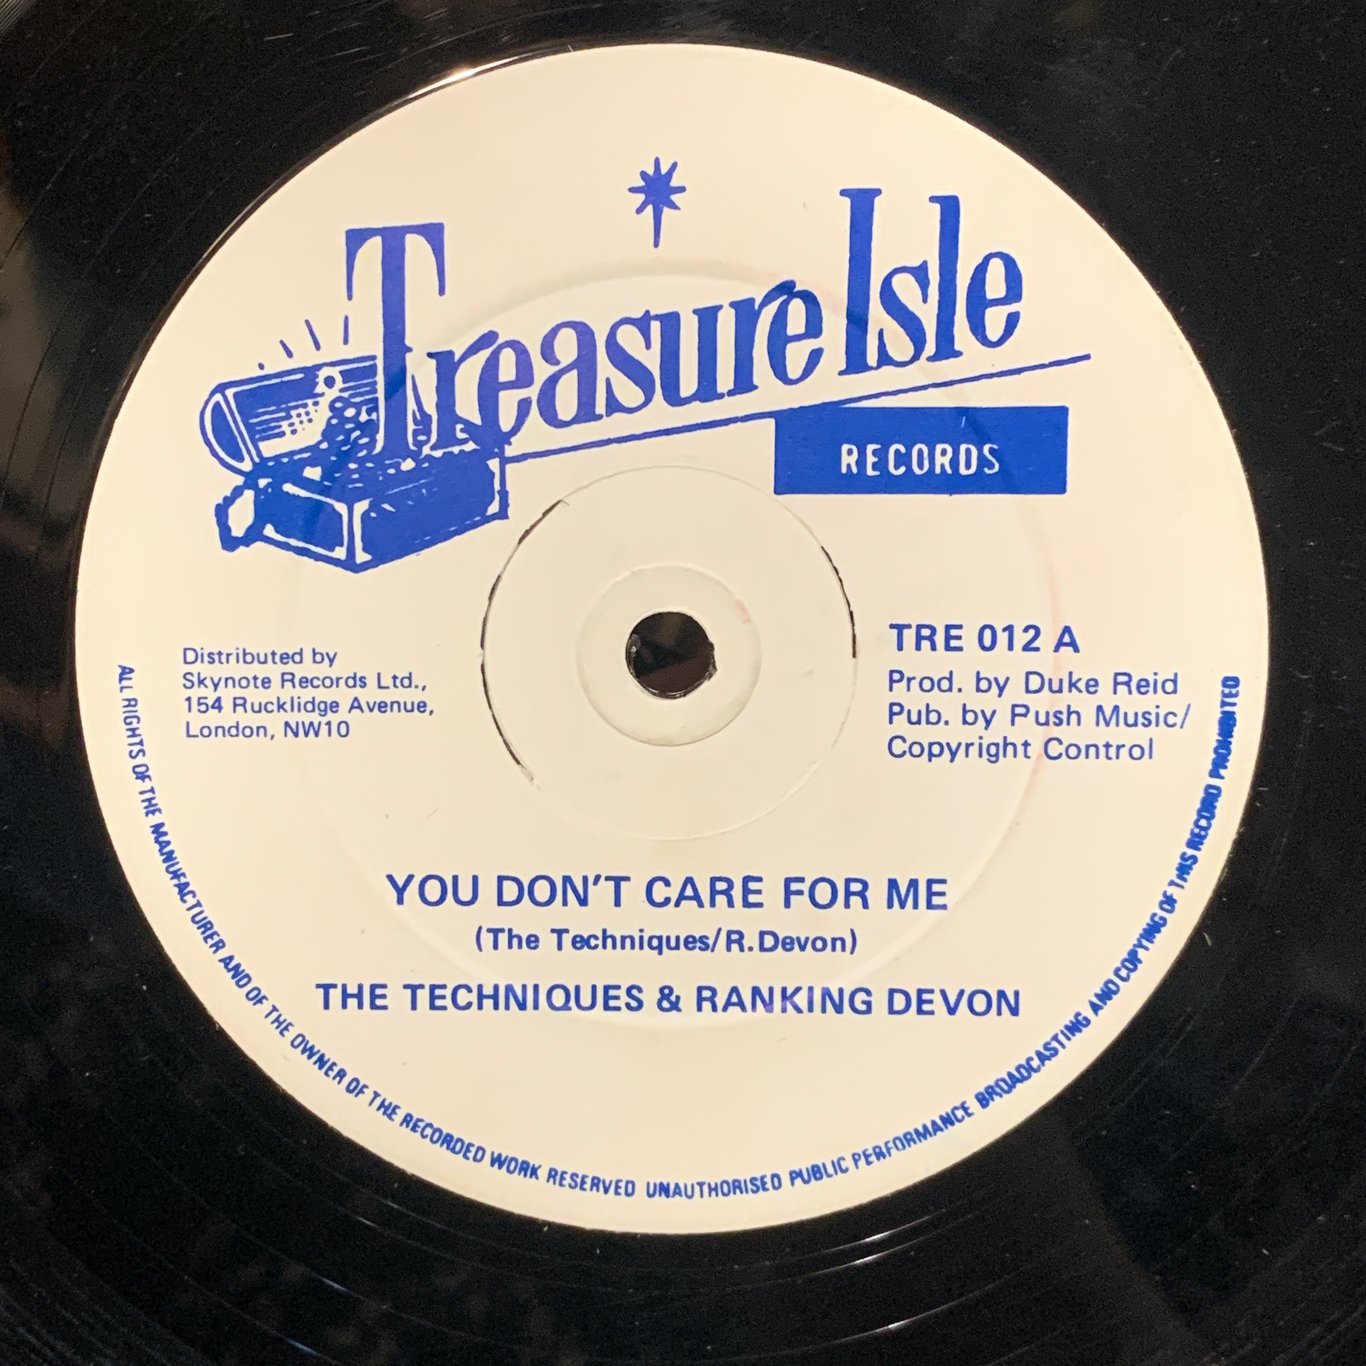 Treasure Isle
RECORDS
Distributed by
Skynote Records Ltd.,
154 Rucklidge Avenue,
London, NW10
TRE 012 A
Prod. by Duke Reid
Pub. by Push Music/
Copyright Control
YOU DON'T CARE FOR ME
(The Techniques/R.Devon)
THE TECHNIQUES & RANKING DEVON
ALL RIGHTS OF THE MANUFACTURER AND OF THE OWNER OF THE RECORDED WORK RESERVED UNAUTHORISED PUBLIC PERFORMANCE BROADCASTING AND COPYING OF THIS RECORD PROHIBITED